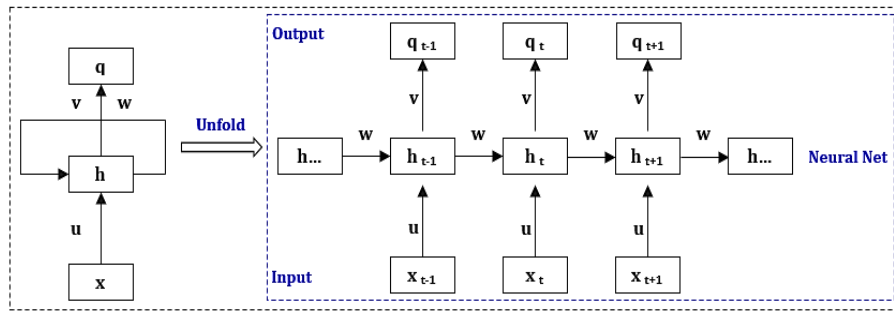 Output
q t-1 q t q t+1
q
v w
v v v
Unfold
w w w w
h... h t-1 h t h t+1 h...
Neural Net
h
u
u u u
Input
x t-1 x t x t+1
x